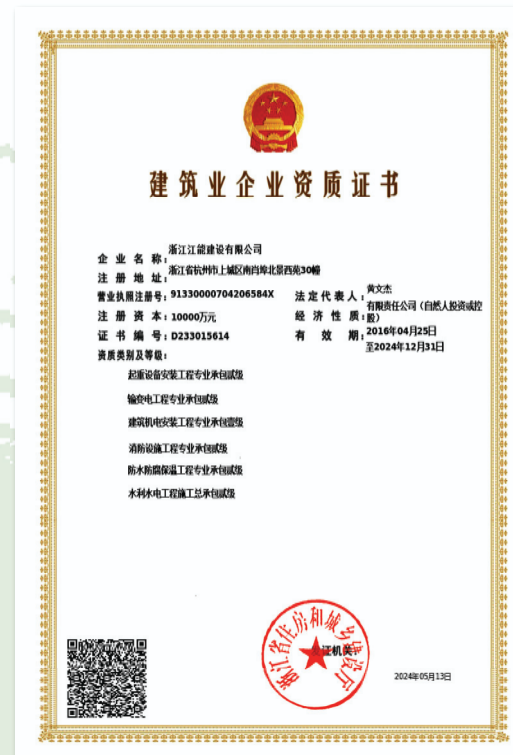 建筑业企业资质证书
企业名称：浙江江能建设有限公司
注册地址：浙江省杭州市上城区南肖埠北景西苑30幢
营业执照注册号：91330000704206584X 法定代表人：黄文杰
注册资本：10000万元 经济性质：有限责任公司（自然人投资或控股）
证书编号：D233015614 有效期：2016年04月25日
至2024年12月31日
资质类别及等级：
起重设备安装工程专业承包贰级
输变电工程专业承包贰级
建筑机电安装工程专业承包壹级
消防设施工程专业承包贰级
防水防腐保温工程专业承包贰级
水利水电工程施工总承包贰级
浙江省住房和城乡建设厅
发证机关：
2024年05月13日